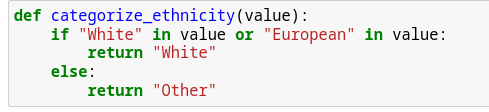 def categorize_ethnicity(value):
    if "White" in value or "European" in value:
        return "White"
    else:
        return "Other"